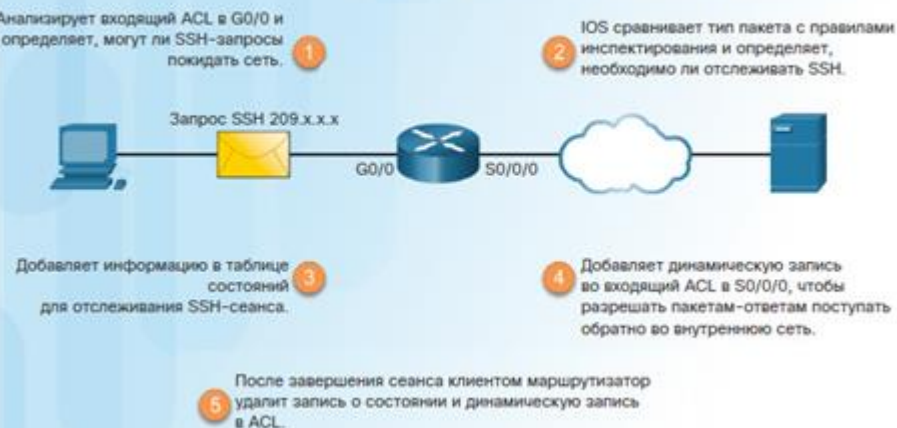 Анализирует входящий ACL в G0/0 и
определяет, могут ли SSH-запросы
покидать сеть.
1
2
IOS сравнивает тип пакета с правилами
инспектирования и определяет,
необходимо ли отслеживать SSH.
Запрос SSH 209.x.x.x
G0/0
S0/0/0
Добавляет информацию в таблице
состояний
для отслеживания SSH-сеанса.
3
4
Добавляет динамическую запись
во входящий ACL в S0/0/0, чтобы
разрешать пакетам-ответам поступать
обратно во внутреннюю сеть.
5
После завершения сеанса клиентом маршрутизатор
удалит запись о состоянии и динамическую запись
в ACL.